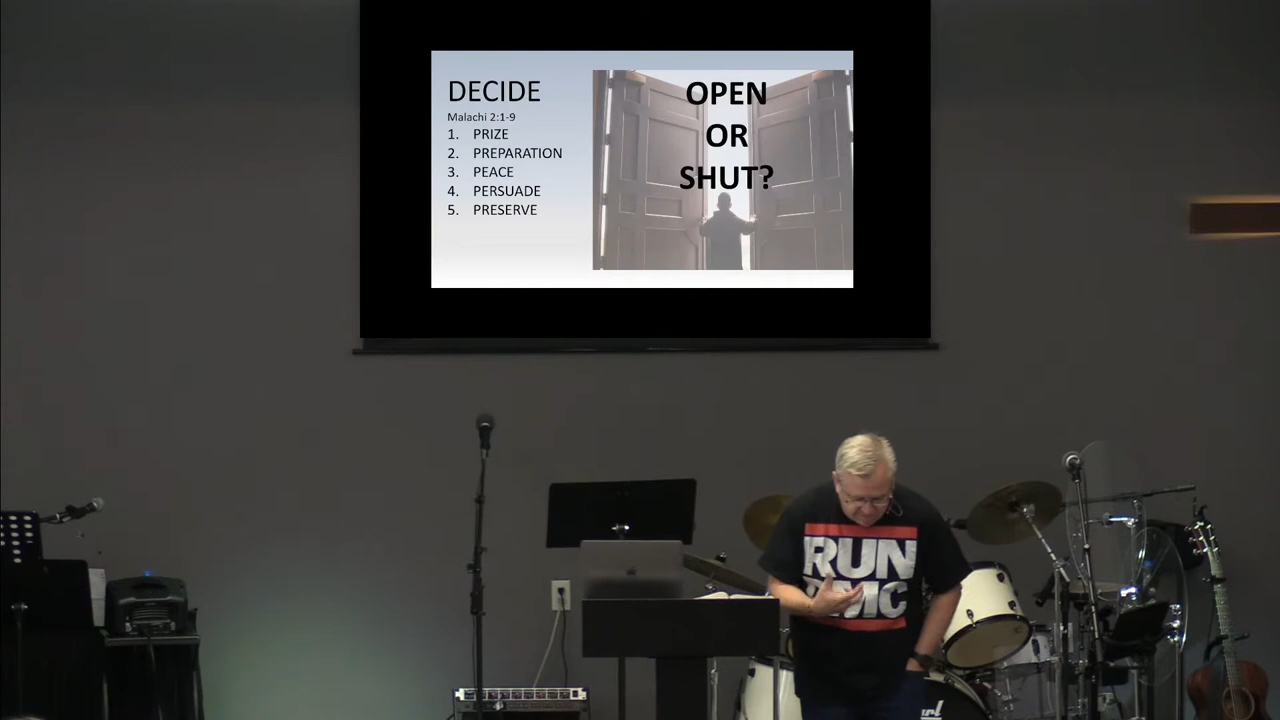 DECIDE
Malachi 2:1-9
1. PRIZE
2. PREPARATION
3. PEACE
4. PERSUADE
5. PRESERVE
OPEN
OR
SHUT?
RUN